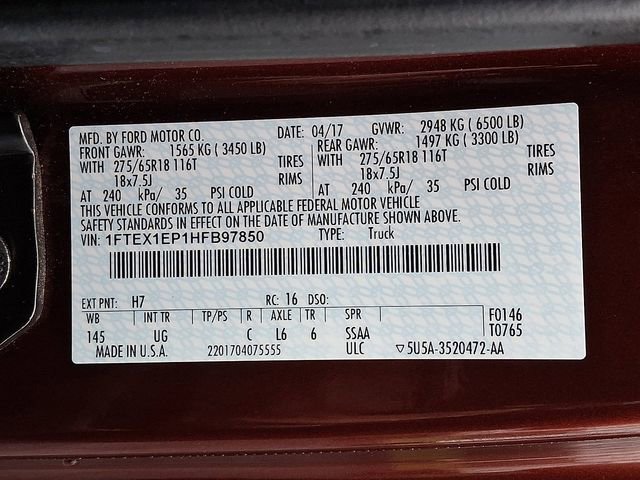 MFD. BY FORD MOTOR CO. DATE: 04/17 GVWR: 2948 KG ( 6500 LB)
FRONT GAWR: 1565 KG ( 3450 LB) REAR GAWR: 1497 KG ( 3300 LB)
WITH 275/65R18 116T TIRES WITH 275/65R18 116T TIRES
18x7.5J RIMS 18x7.5J RIMS
AT 240 kPa/ 35 PSI COLD AT 240 kPa/ 35 PSI COLD
THIS VEHICLE CONFORMS TO ALL APPLICABLE FEDERAL MOTOR VEHICLE
SAFETY STANDARDS IN EFFECT ON THE DATE OF MANUFACTURE SHOWN ABOVE.
VIN: 1FTEX1EP1HFB97850 TYPE: Truck
EXT PNT: H7 RC: 16 DSO:
WB INT TR TP/PS R AXLE TR SPR F0146
145 UG C L6 6 SSAA T0765
MADE IN U.S.A. 2201704075555 ULC ▽5U5A-3520472-AA